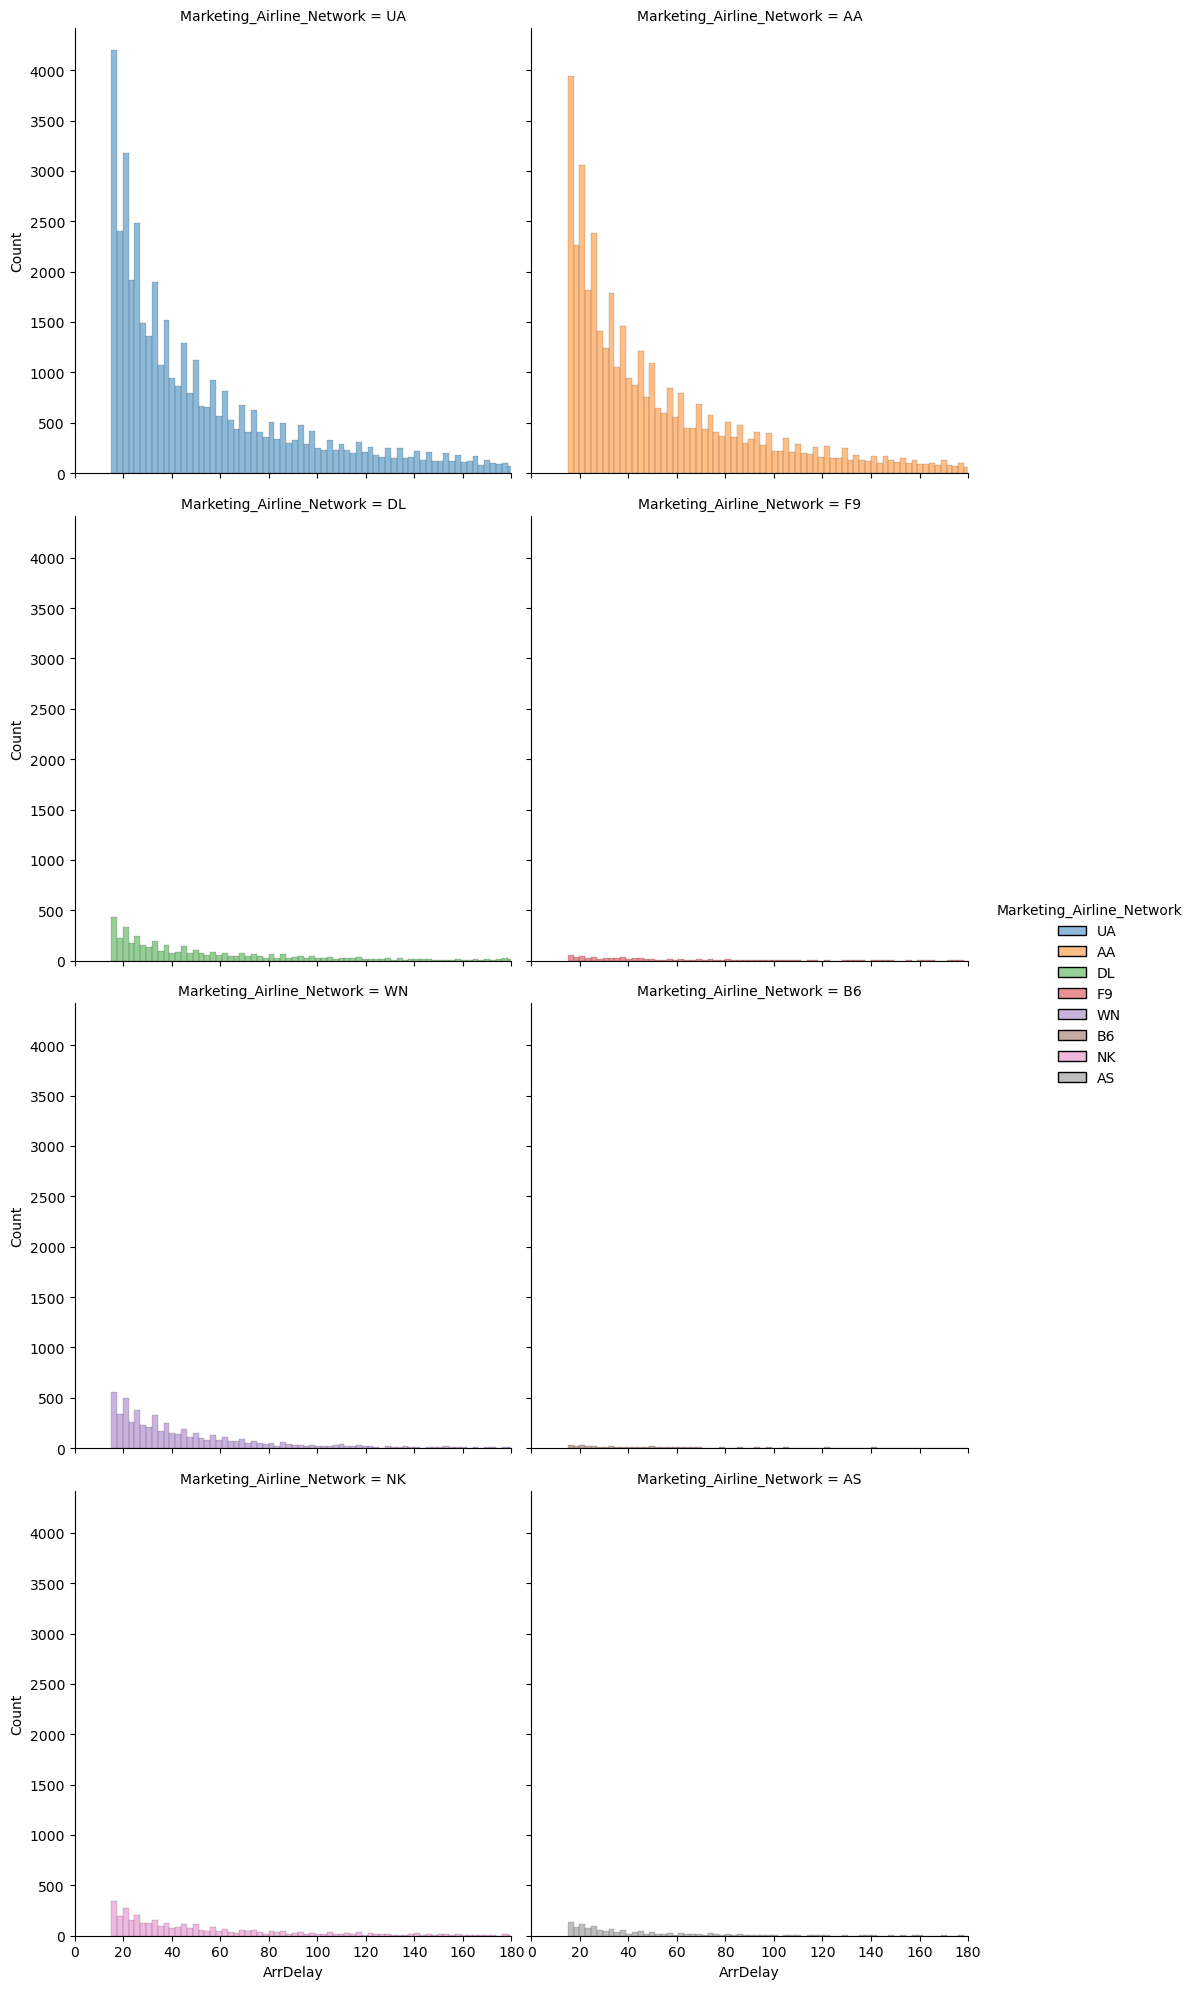 Marketing_Airline_Network = UA
Marketing_Airline_Network = AA
4000
3500
3000
2500
2000
1500
1000
500
0
Count
Marketing_Airline_Network = DL
Marketing_Airline_Network = F9
4000
3500
3000
2500
2000
1500
1000
500
0
Count
Marketing_Airline_Network
UA
AA
DL
F9
WN
B6
NK
AS
Marketing_Airline_Network = WN
Marketing_Airline_Network = B6
4000
3500
3000
2500
2000
1500
1000
500
0
Count
Marketing_Airline_Network = NK
Marketing_Airline_Network = AS
4000
3500
3000
2500
2000
1500
1000
500
0
Count
0 20 40 60 80 100 120 140 160 180
ArrDelay
0 20 40 60 80 100 120 140 160 180
ArrDelay